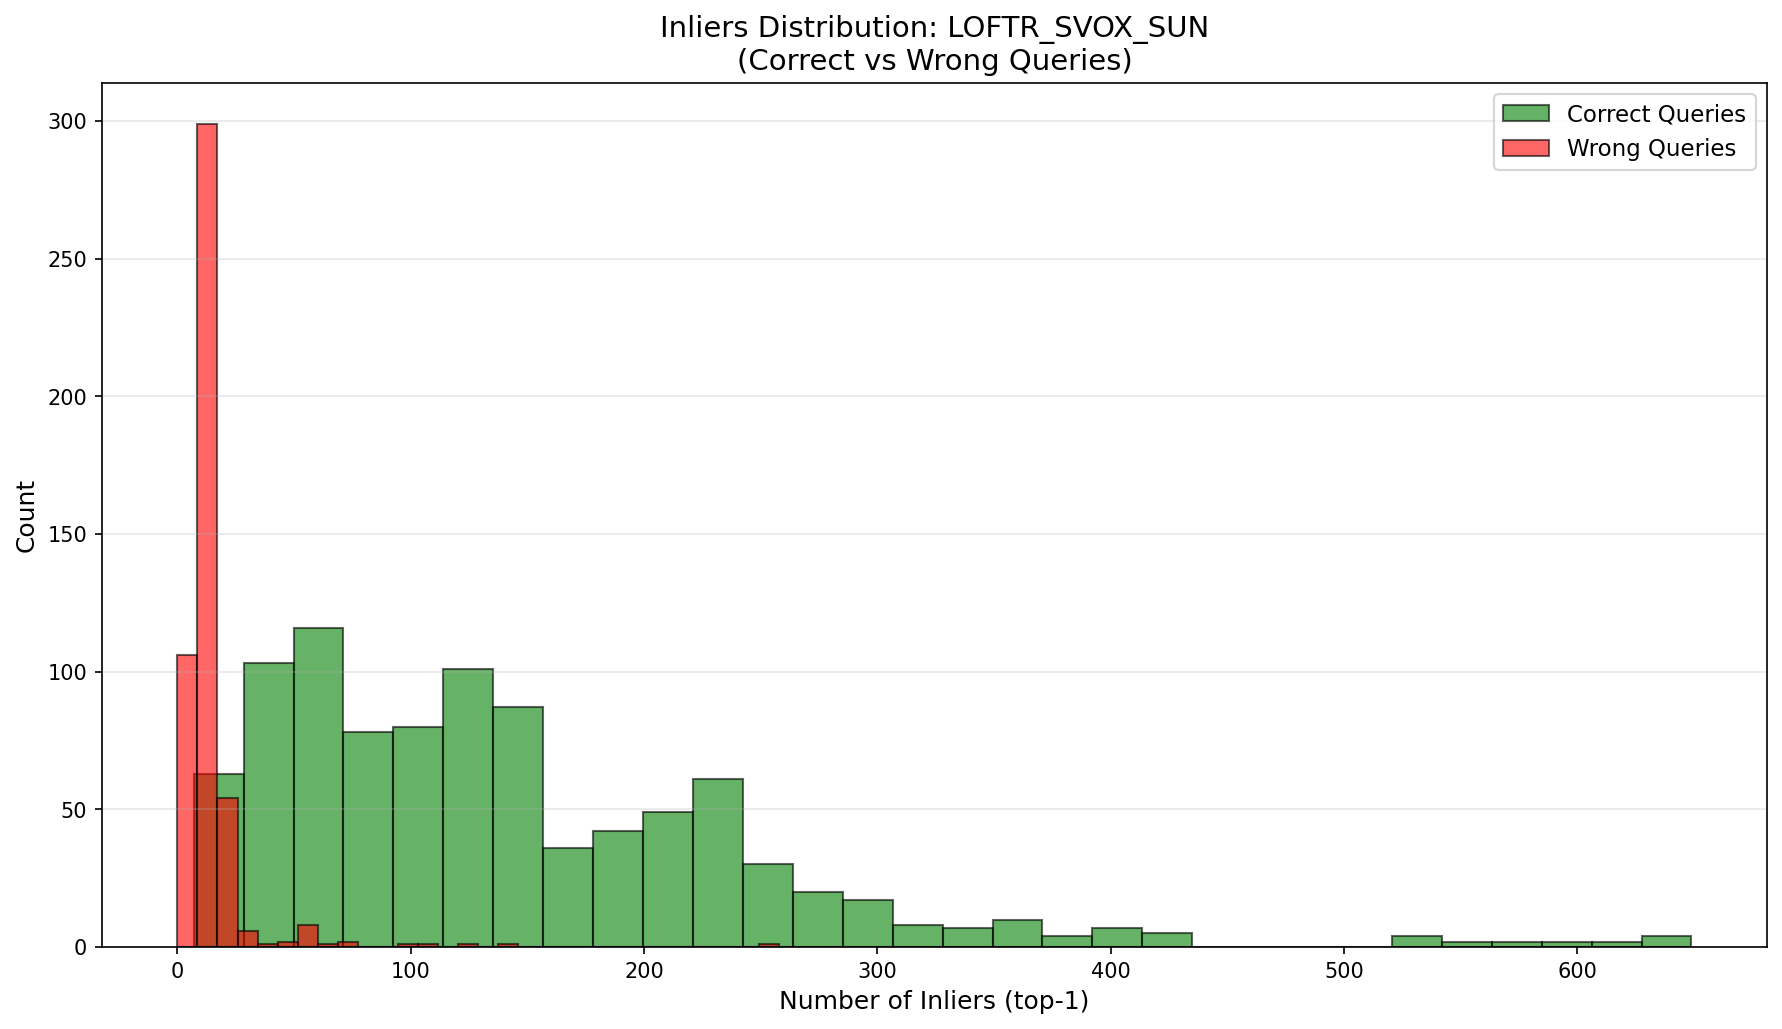 Inliers Distribution: LOFTR_SVOX_SUN
(Correct vs Wrong Queries)
Correct Queries
Wrong Queries
300
250
200
150
100
50
0
Count
0 100 200 300 400 500 600
Number of Inliers (top-1)